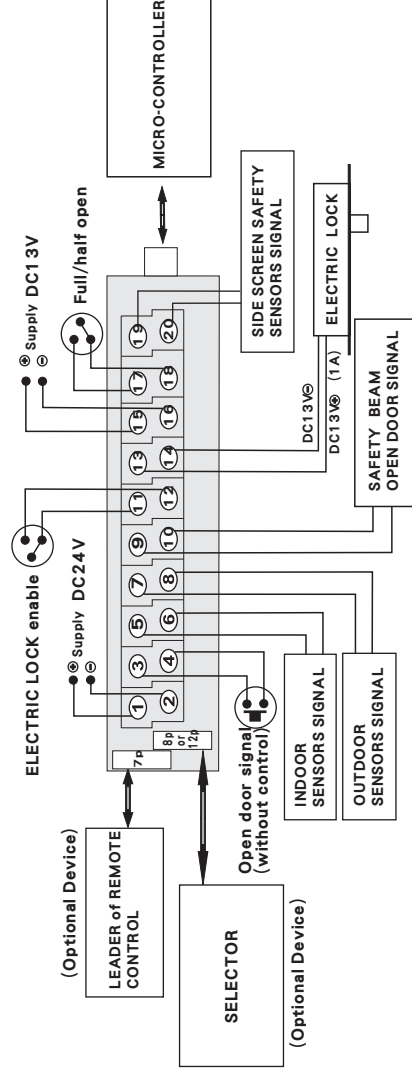 MICRO-CONTROLLER
⊕ Supply DC13V
⊖
Full/half open
ELECTRIC LOCK enable
⊕ Supply DC24V
⊖
1
2
3
4
5
6
7
8
9
10
11
12
13
14
15
16
17
18
19
20
7p
8p
or
12p
(Optional Device)
LEADER of REMOTE
CONTROL
SELECTOR
(Optional Device)
Open door signal
(without control)
INDOOR
SENSORS SIGNAL
OUTDOOR
SENSORS SIGNAL
SAFETY BEAM
OPEN DOOR SIGNAL
DC13V⊖
DC13V⊕ (1A)
ELECTRIC LOCK
SIDE SCREEN SAFETY
SENSORS SIGNAL